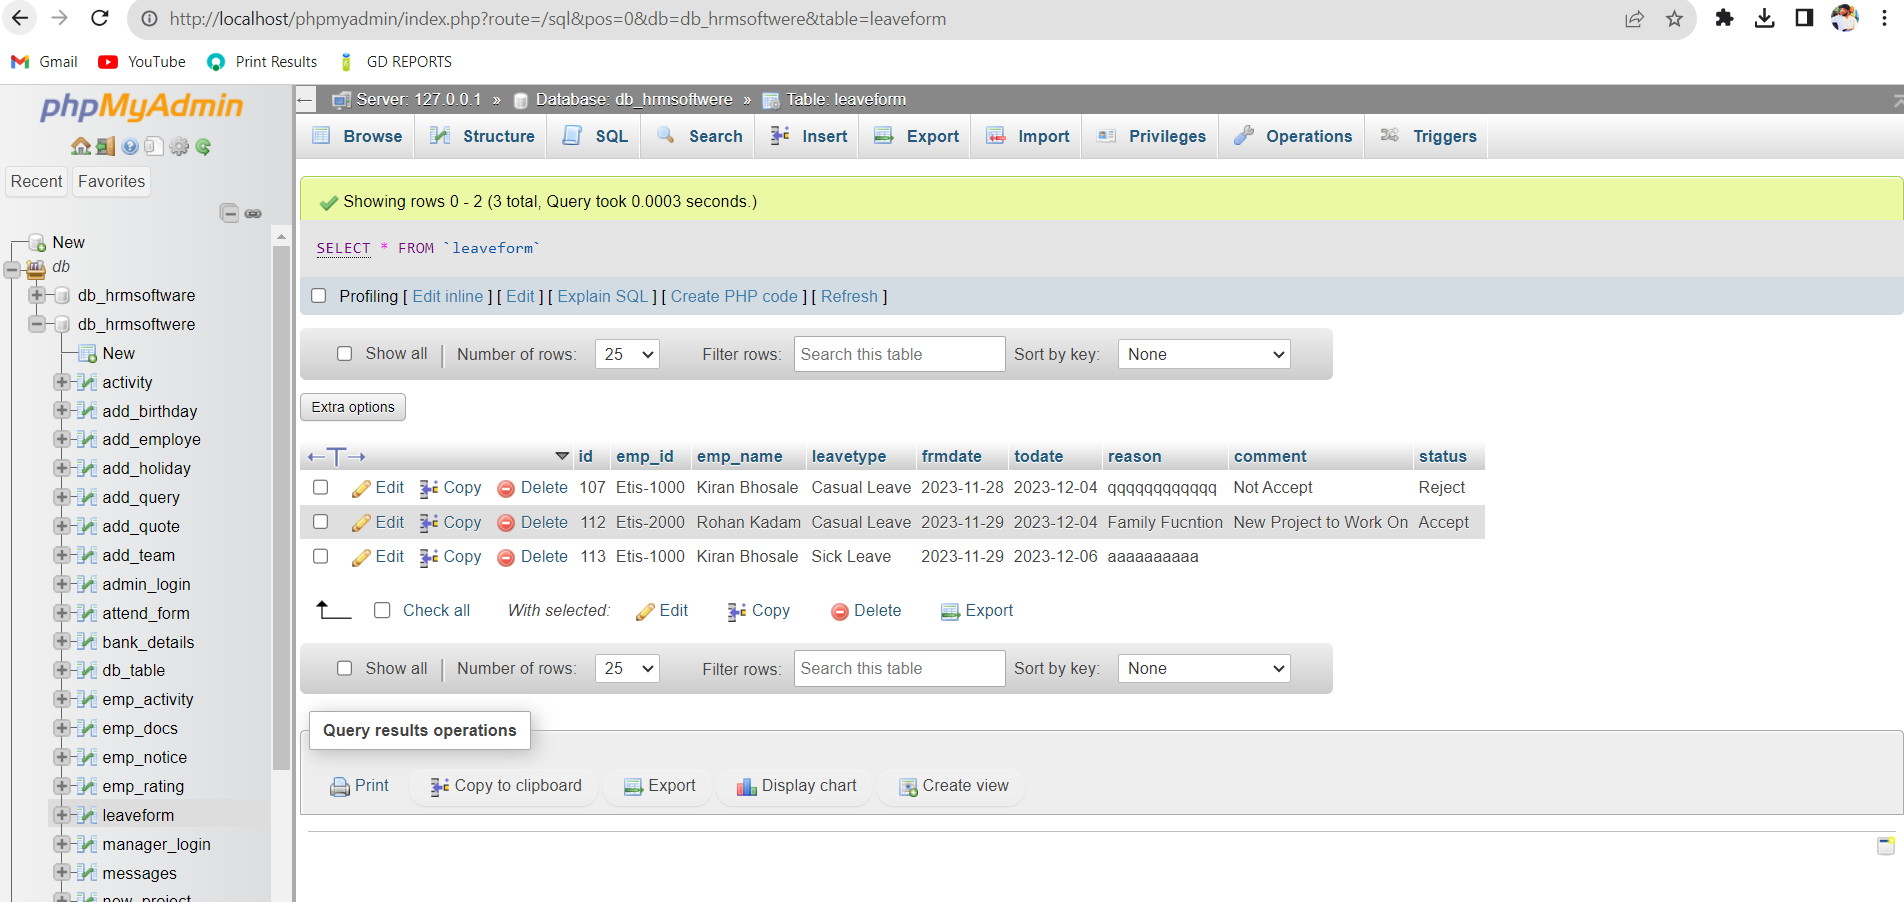 http://localhost/phpmyadmin/index.php?route=/sql&pos=0&db=db_hrmsoftwere&table=leaveform
Gmail YouTube Print Results GD REPORTS
phpMyAdmin
Recent Favorites
New
db
db_hrmsoftware
db_hrmsoftwere
New
activity
add_birthday
add_employe
add_holiday
add_query
add_quote
add_team
admin_login
attend_form
bank_details
db_table
emp_activity
emp_docs
emp_notice
emp_rating
leaveform
manager_login
messages
new_project
Server: 127.0.0.1 » Database: db_hrmsoftwere » Table: leaveform
Browse Structure SQL Search Insert Export Import Privileges Operations Triggers
Showing rows 0 - 2 (3 total, Query took 0.0003 seconds.)
SELECT * FROM `leaveform`
Profiling [ Edit inline ] [ Edit ] [ Explain SQL ] [ Create PHP code ] [ Refresh ]
Show all | Number of rows: 25 Filter rows: Search this table Sort by key: None
Extra options
←T→ id emp_id emp_name leavetype frmdate todate reason comment status
Edit Copy Delete 107 Etis-1000 Kiran Bhosale Casual Leave 2023-11-28 2023-12-04 qqqqqqqqqqqq Not Accept Reject
Edit Copy Delete 112 Etis-2000 Rohan Kadam Casual Leave 2023-11-29 2023-12-04 Family Fucntion New Project to Work On Accept
Edit Copy Delete 113 Etis-1000 Kiran Bhosale Sick Leave 2023-11-29 2023-12-06 aaaaaaaaaa
Check all With selected: Edit Copy Delete Export
Show all | Number of rows: 25 Filter rows: Search this table Sort by key: None
Query results operations
Print Copy to clipboard Export Display chart Create view